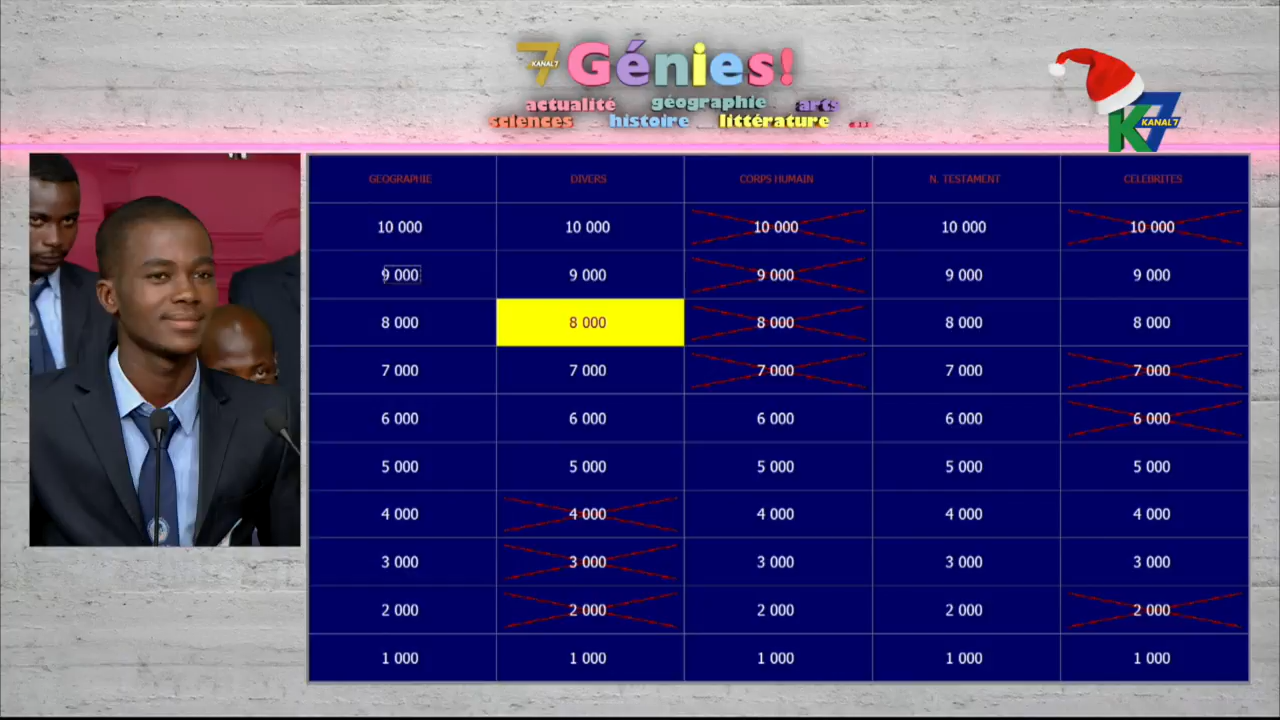 7 KANAL7 Génies!
actualité géographie arts
sciences histoire littérature ...
K7 KANAL7
GEOGRAPHIE DIVERS CORPS HUMAIN N. TESTAMENT CELEBRITES
10 000 10 000 10 000 10 000 10 000
9 000 9 000 9 000 9 000 9 000
8 000 8 000 8 000 8 000 8 000
7 000 7 000 7 000 7 000 7 000
6 000 6 000 6 000 6 000 6 000
5 000 5 000 5 000 5 000 5 000
4 000 4 000 4 000 4 000 4 000
3 000 3 000 3 000 3 000 3 000
2 000 2 000 2 000 2 000 2 000
1 000 1 000 1 000 1 000 1 000